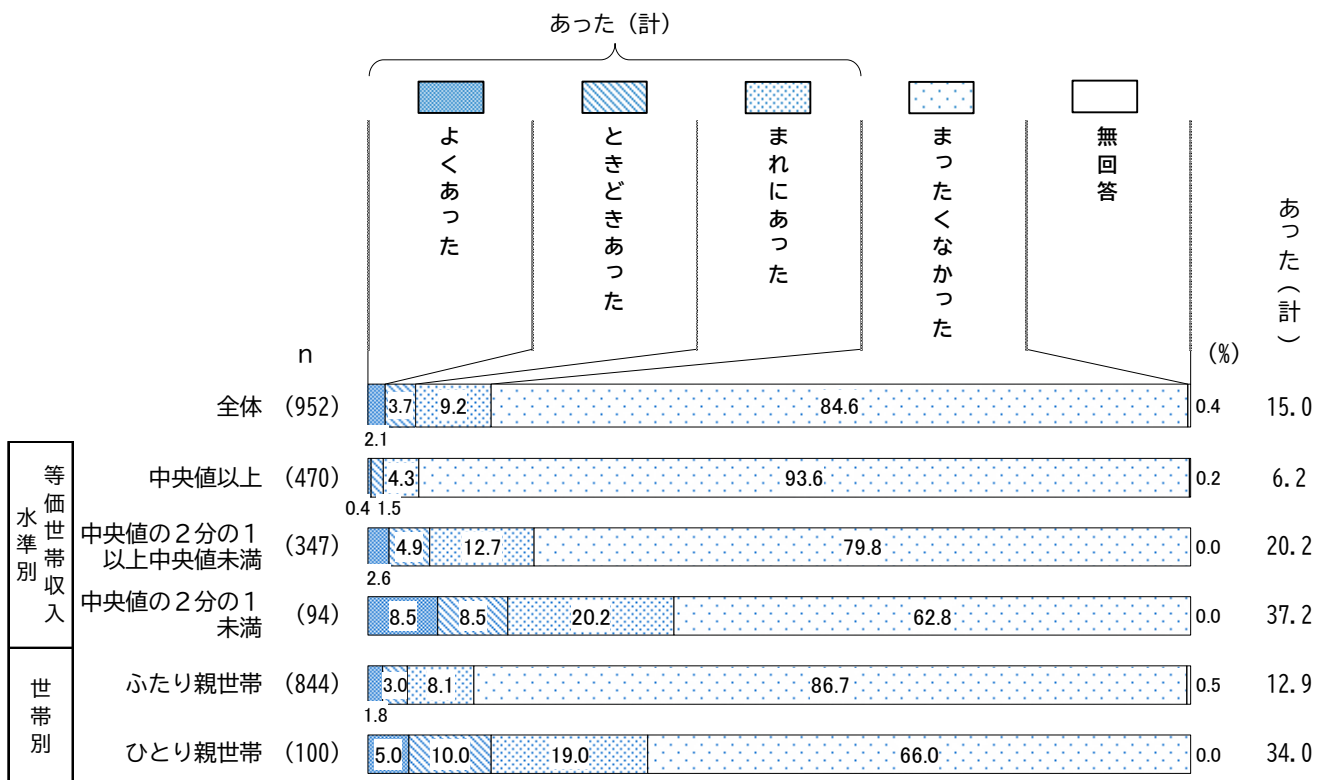 あった（計）
よくあった
ときどきあった
まれにあった
まったくなかった
無回答
あった（計）
n
(%)
全体 (952) 3.7 9.2 84.6 0.4 15.0
2.1
等価世帯収入
水準別
中央値以上 (470) 4.3 93.6 0.2 6.2
0.4 1.5
中央値の２分の１
以上中央値未満 (347) 4.9 12.7 79.8 0.0 20.2
2.6
中央値の２分の１
未満 (94) 8.5 8.5 20.2 62.8 0.0 37.2
世帯別
ふたり親世帯 (844) 3.0 8.1 86.7 0.5 12.9
1.8
ひとり親世帯 (100) 5.0 10.0 19.0 66.0 0.0 34.0